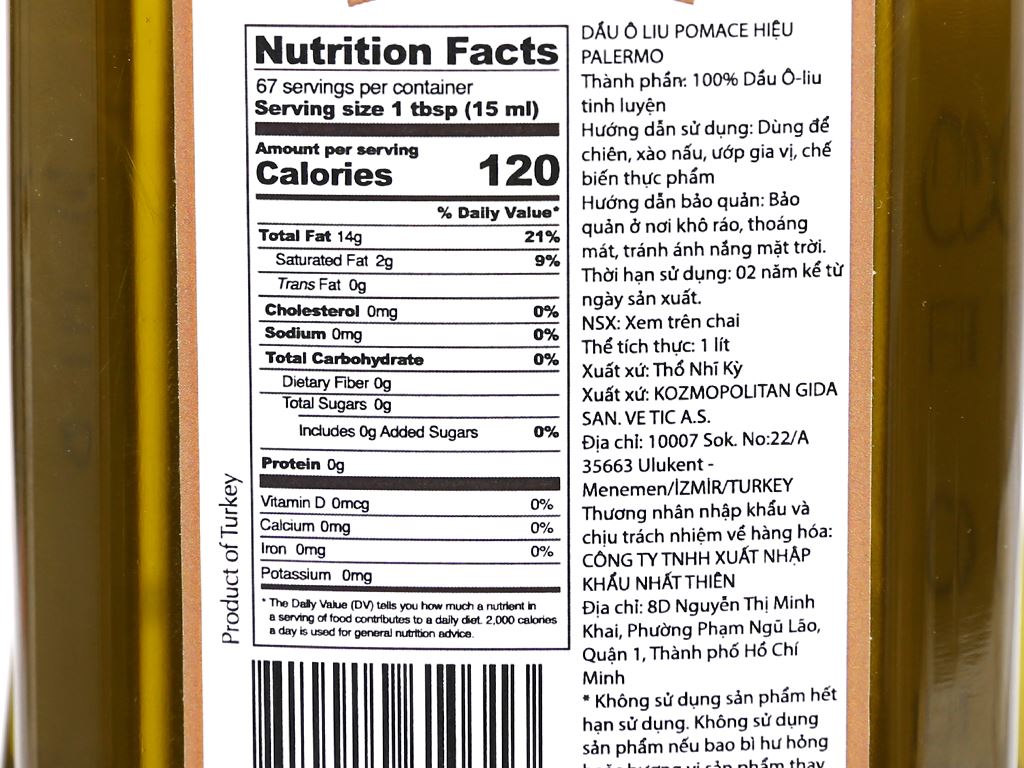 Nutrition Facts
67 servings per container
Serving size 1 tbsp (15 ml)
Amount per serving
Calories 120
% Daily Value*
Total Fat 14g 21%
Saturated Fat 2g 9%
Trans Fat 0g
Cholesterol 0mg 0%
Sodium 0mg 0%
Total Carbohydrate 0%
Dietary Fiber 0g
Total Sugars 0g
Includes 0g Added Sugars 0%
Protein 0g
Vitamin D 0mcg 0%
Calcium 0mg 0%
Iron 0mg 0%
Potassium 0mg
* The Daily Value (DV) tells you how much a nutrient in
a serving of food contributes to a daily diet. 2,000 calories
a day is used for general nutrition advice.
Product of Turkey
DẦU Ô LIU POMACE HIỆU
PALERMO
Thành phần: 100% Dầu Ô-liu
tinh luyện
Hướng dẫn sử dụng: Dùng để
chiên, xào nấu, ướp gia vị, chế
biến thực phẩm
Hướng dẫn bảo quản: Bảo
quản ở nơi khô ráo, thoáng
mát, tránh ánh nắng mặt trời.
Thời hạn sử dụng: 02 năm kể từ
ngày sản xuất.
NSX: Xem trên chai
Thể tích thực: 1 lít
Xuất xứ: Thổ Nhĩ Kỳ
Xuất xứ: KOZMOPOLITAN GIDA
SAN. VE TIC A.S.
Địa chỉ: 10007 Sok. No:22/A
35663 Ulukent -
Menemen/İZMİR/TURKEY
Thương nhân nhập khẩu và
chịu trách nhiệm về hàng hóa:
CÔNG TY TNHH XUẤT NHẬP
KHẨU NHẤT THIÊN
Địa chỉ: 8D Nguyễn Thị Minh
Khai, Phường Phạm Ngũ Lão,
Quận 1, Thành phố Hồ Chí
Minh
* Không sử dụng sản phẩm hết
hạn sử dụng. Không sử dụng
sản phẩm nếu bao bì hư hỏng